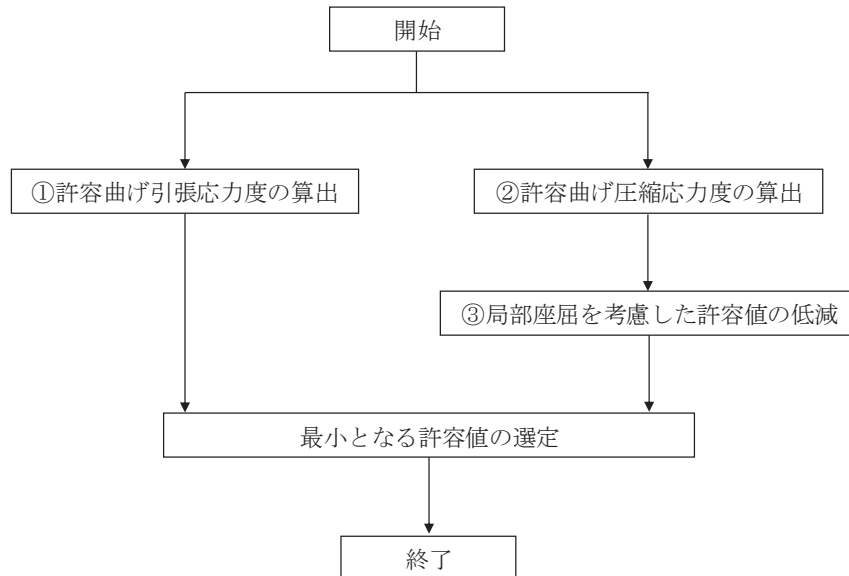 開始
①許容曲げ引張応力度の算出
②許容曲げ圧縮応力度の算出
③局部座屈を考慮した許容値の低減
最小となる許容値の選定
終了